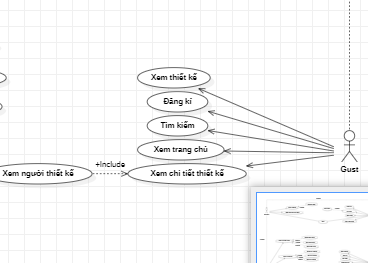 Xem thiết kế
Đăng kí
Tìm kiếm
Xem trang chủ
+Include
Xem người thiết kế
Xem chi tiết thiết kế
Gust